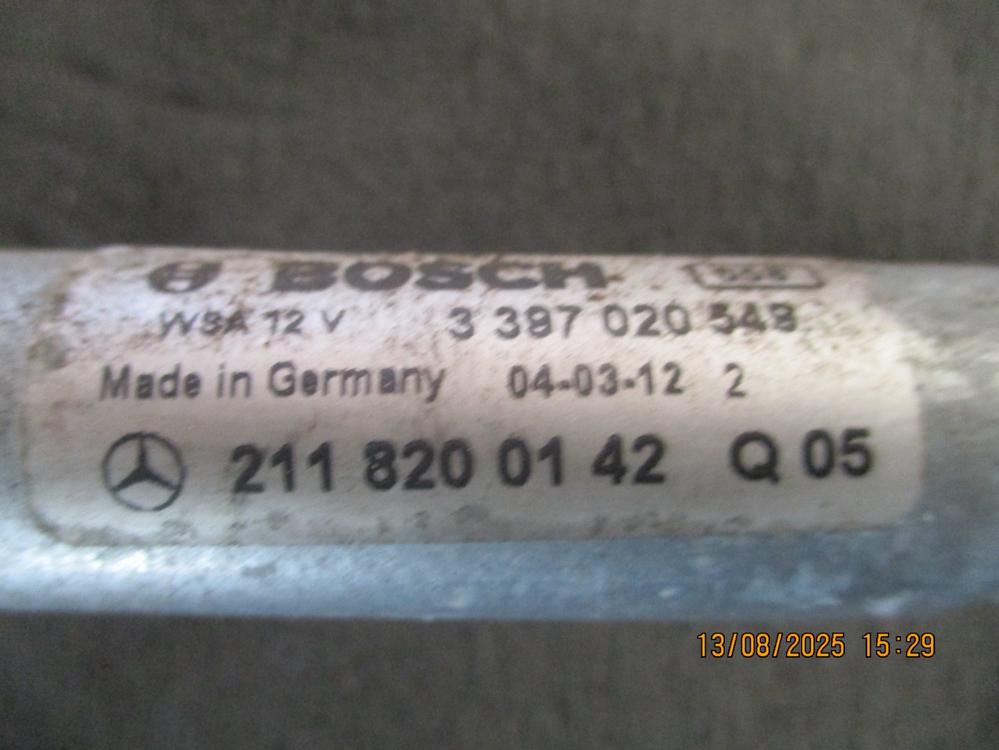 BOSCH
WSA 12 V 3 397 020 549
Made in Germany 04-03-12 2
211 820 01 42 Q 05
13/08/2025 15:29